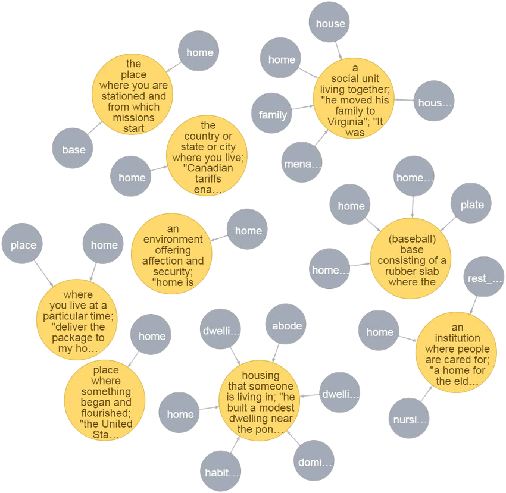 home
the
place
where you are
stationed and
from which
missions
start
base
house
home
a
social unit
living together;
"he moved his
family to
Virginia"; "It
was
hous...
family
mena...
the
country or
state or city
where you live;
"Canadian
tariffs
ena...
home
home...
home
plate
(baseball)
base
consisting of a
rubber slab
where the
home...
an
environment
offering
affection and
security;
"home is
home
place
home
where
you live at a
particular time;
"deliver the
package to
my ho...
rest_...
home
an
institution
where people
are cared for;
"a home for
the eld...
nursi...
home
place
where
something
began and
flourished;
"the United
Sta...
dwelli...
abode
housing
that someone
is living in; "he
built a modest
dwelling near
the pon...
dwelli...
home
habit...
domi...